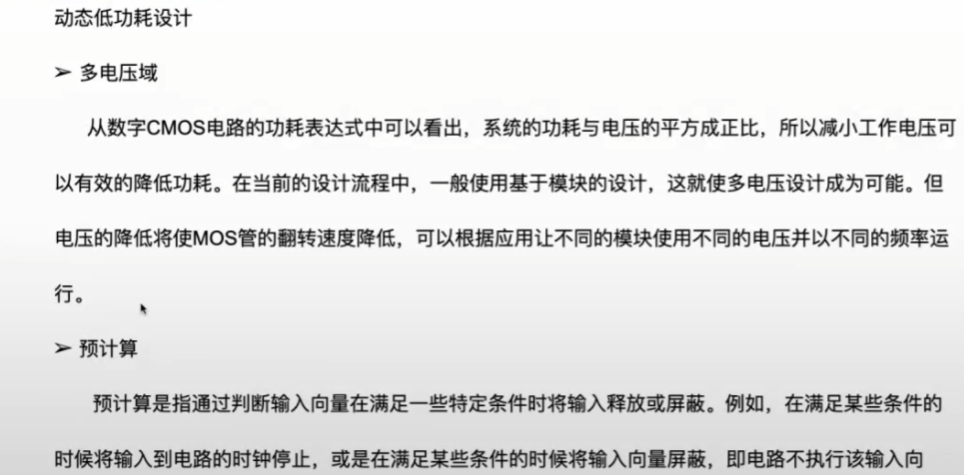 动态低功耗设计
➢ 多电压域
从数字CMOS电路的功耗表达式中可以看出，系统的功耗与电压的平方成正比，所以减小工作电压可
以有效的降低功耗。在当前的设计流程中，一般使用基于模块的设计，这就使多电压设计成为可能。但
电压的降低将使MOS管的翻转速度降低，可以根据应用让不同的模块使用不同的电压并以不同的频率运
行。
➢ 预计算
预计算是指通过判断输入向量在满足一些特定条件时将输入释放或屏蔽。例如，在满足某些条件的
时候将输入到电路的时钟停止，或是在满足某些条件的时候将输入向量屏蔽，即电路不执行该输入向